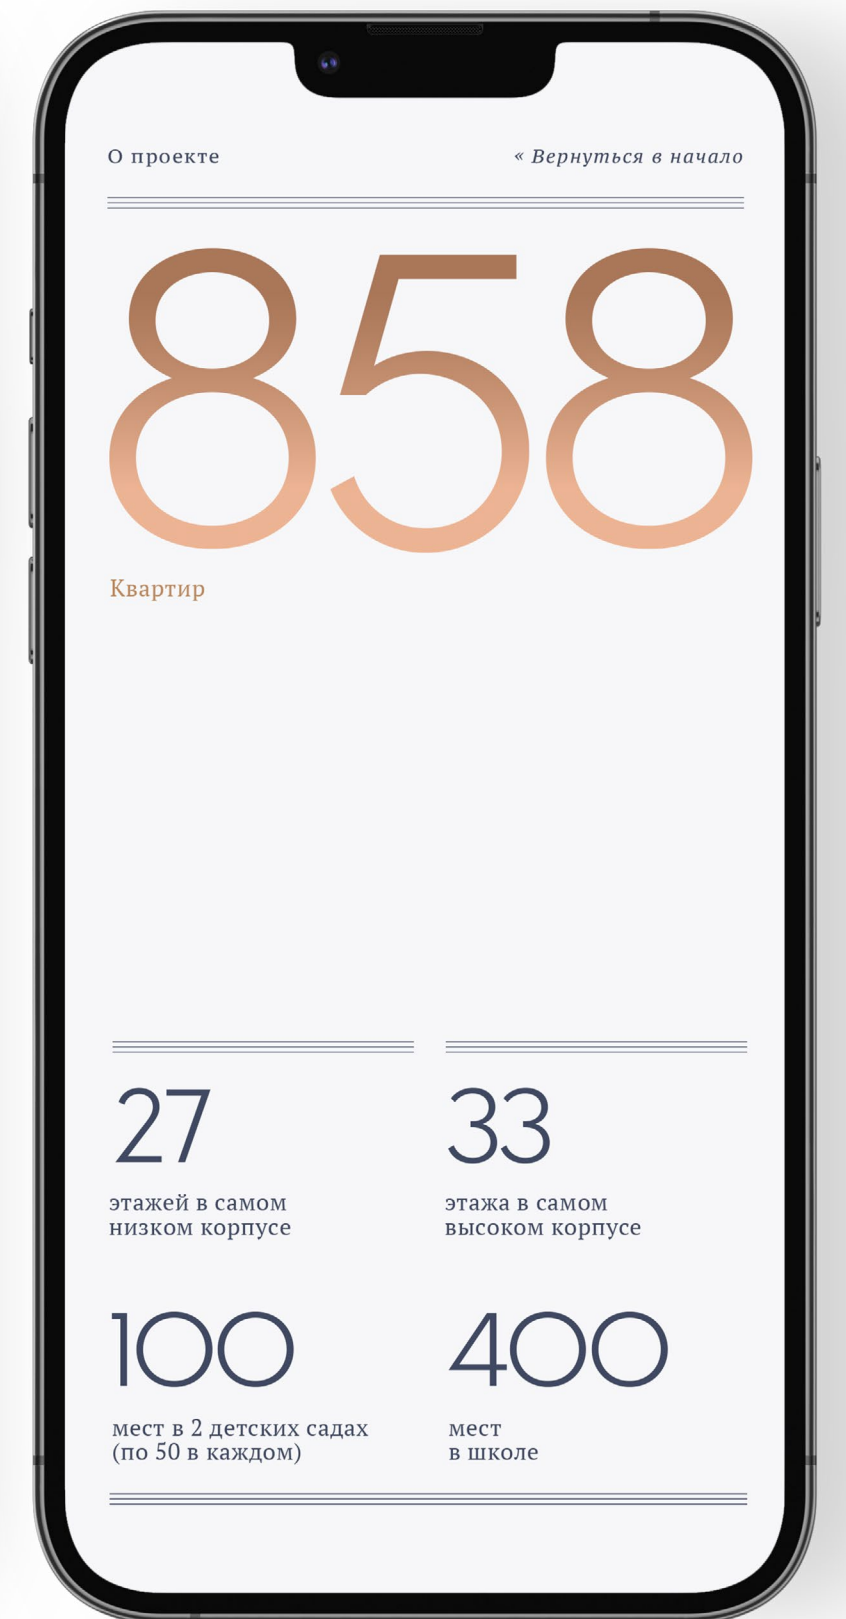 О проекте
« Вернуться в начало
858
Квартир
27
этажей в самом
низком корпусе
33
этажа в самом
высоком корпусе
100
мест в 2 детских садах
(по 50 в каждом)
400
мест
в школе